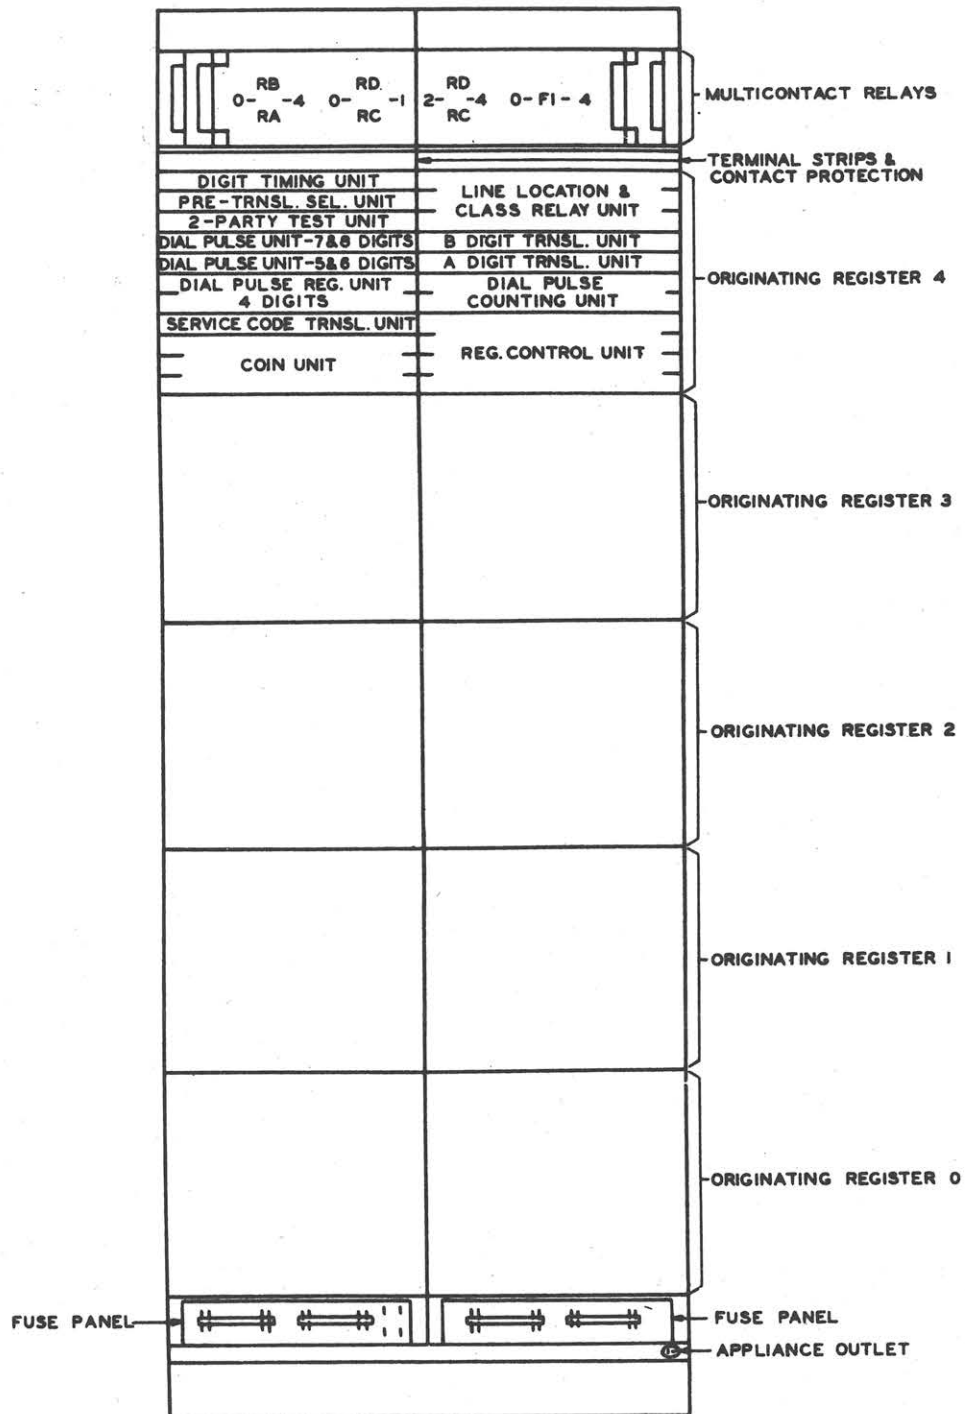 RB
0- -4
RA
RD.
0- -1
RC
RD
2- -4
RC
0-F1-4
MULTICONTACT RELAYS
TERMINAL STRIPS &
CONTACT PROTECTION
DIGIT TIMING UNIT
PRE-TRNSL. SEL. UNIT
2-PARTY TEST UNIT
DIAL PULSE UNIT-7&8 DIGITS
DIAL PULSE UNIT-5&6 DIGITS
DIAL PULSE REG. UNIT
4 DIGITS
SERVICE CODE TRNSL. UNIT
COIN UNIT
LINE LOCATION &
CLASS RELAY UNIT
B DIGIT TRNSL. UNIT
A DIGIT TRNSL. UNIT
DIAL PULSE
COUNTING UNIT
REG. CONTROL UNIT
ORIGINATING REGISTER 4
ORIGINATING REGISTER 3
ORIGINATING REGISTER 2
ORIGINATING REGISTER 1
ORIGINATING REGISTER 0
FUSE PANEL
FUSE PANEL
APPLIANCE OUTLET